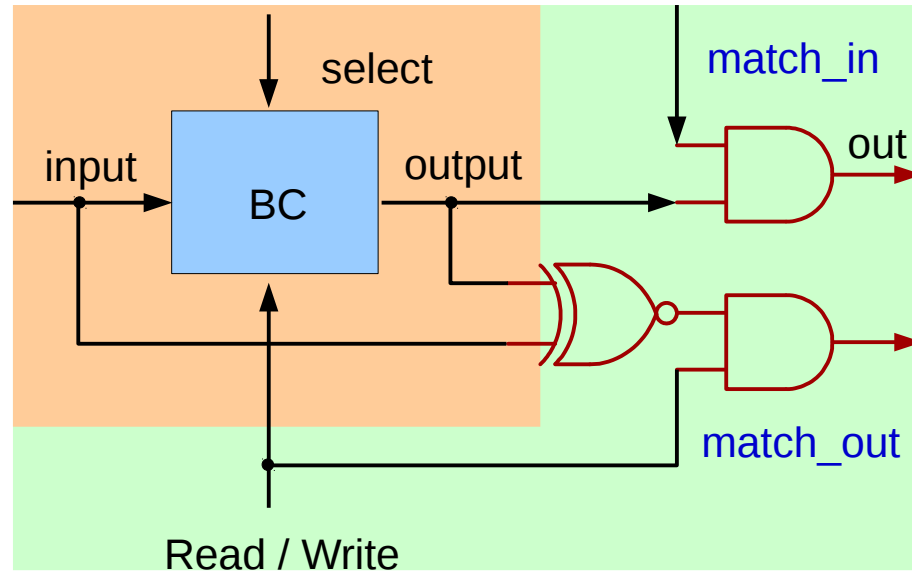 select
match_in
input
output
out
BC
match_out
Read / Write